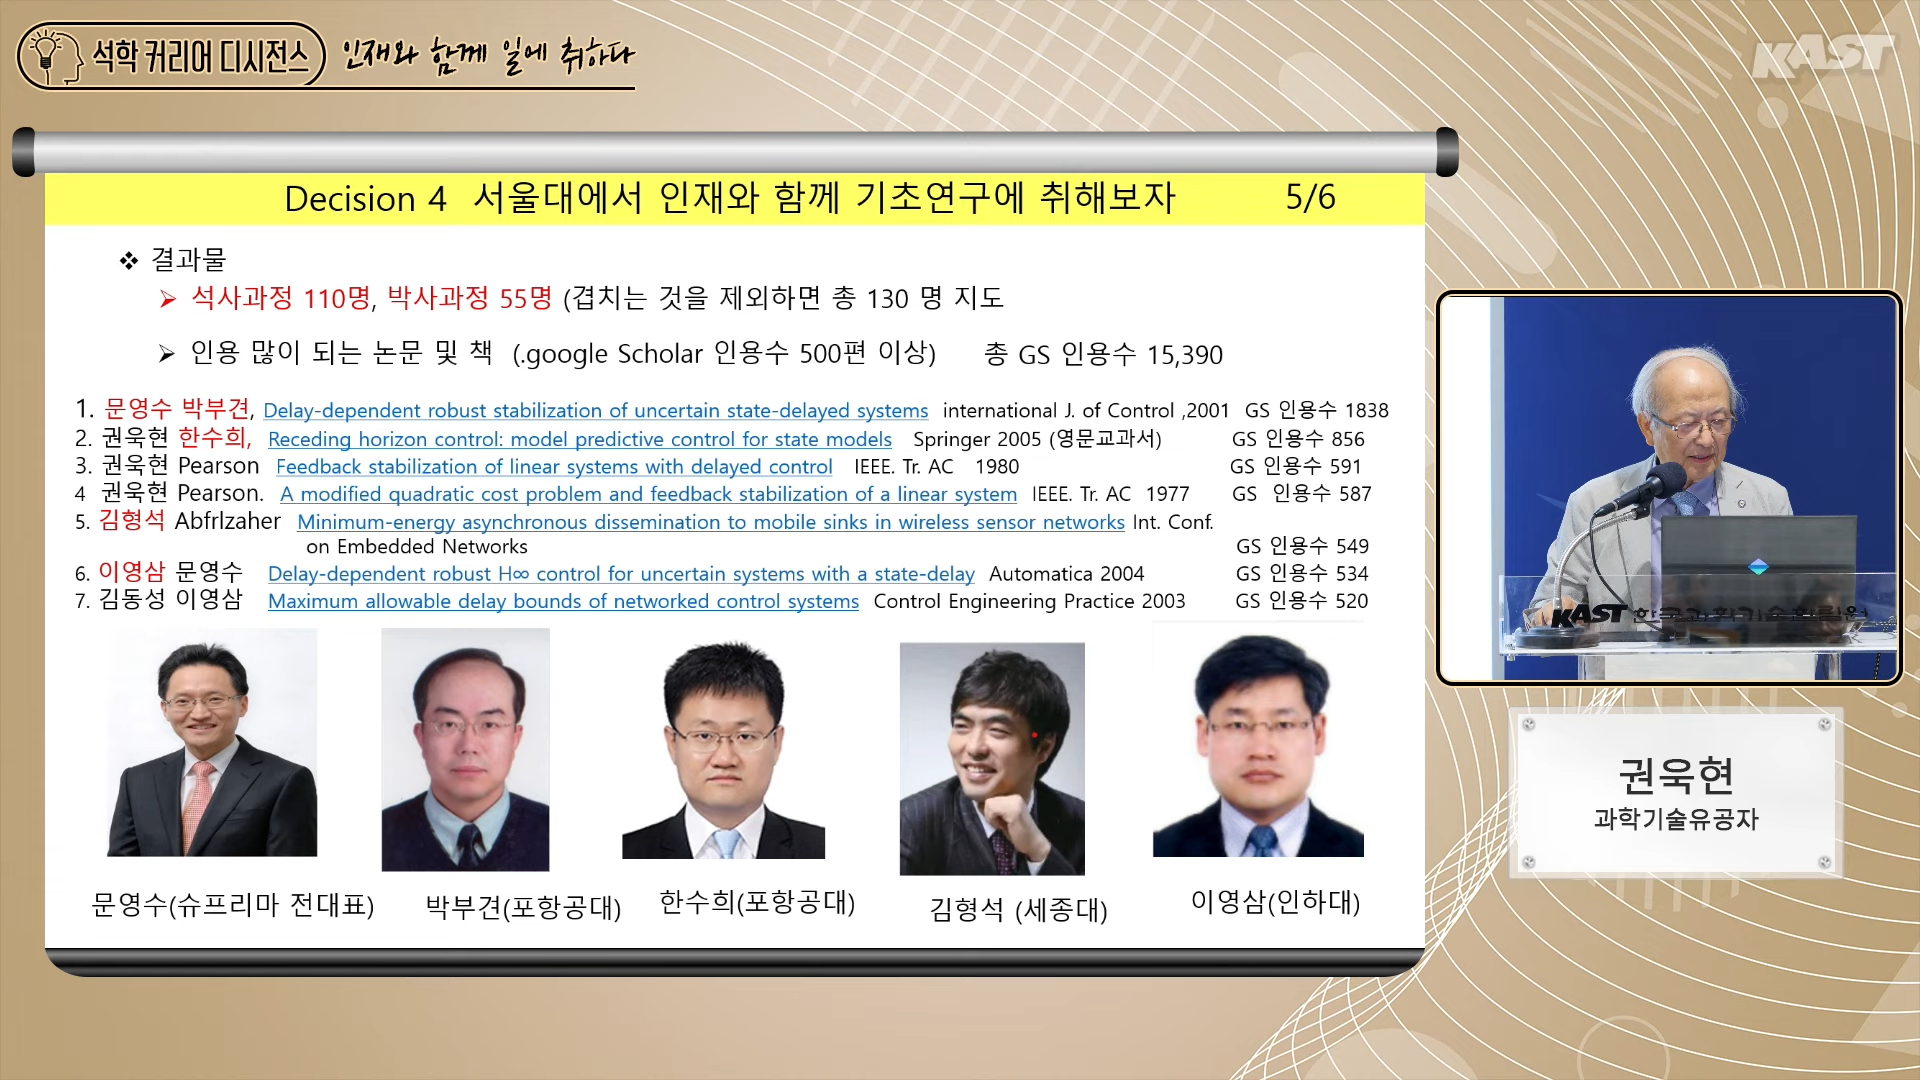 석학 커리어 디시전스 인재와 함께 일에 취하다
KAST
Decision 4 서울대에서 인재와 함께 기초연구에 취해보자 5/6
❖ 결과물
➢ 석사과정 110명, 박사과정 55명 (겹치는 것을 제외하면 총 130 명 지도
➢ 인용 많이 되는 논문 및 책 (.google Scholar 인용수 500편 이상) 총 GS 인용수 15,390
1. 문영수 박부견, Delay-dependent robust stabilization of uncertain state-delayed systems international J. of Control ,2001 GS 인용수 1838
2. 권욱현 한수희, Receding horizon control: model predictive control for state models Springer 2005 (영문교과서) GS 인용수 856
3. 권욱현 Pearson Feedback stabilization of linear systems with delayed control IEEE. Tr. AC 1980 GS 인용수 591
4 권욱현 Pearson. A modified quadratic cost problem and feedback stabilization of a linear system IEEE. Tr. AC 1977 GS 인용수 587
5. 김형석 Abfrlzaher Minimum-energy asynchronous dissemination to mobile sinks in wireless sensor networks Int. Conf.
on Embedded Networks GS 인용수 549
6. 이영삼 문영수 Delay-dependent robust H∞ control for uncertain systems with a state-delay Automatica 2004 GS 인용수 534
7. 김동성 이영삼 Maximum allowable delay bounds of networked control systems Control Engineering Practice 2003 GS 인용수 520
문영수(슈프리마 전대표) 박부견(포항공대) 한수희(포항공대) 김형석 (세종대) 이영삼(인하대)
KAST 한국과학기술한림원
권욱현
과학기술유공자